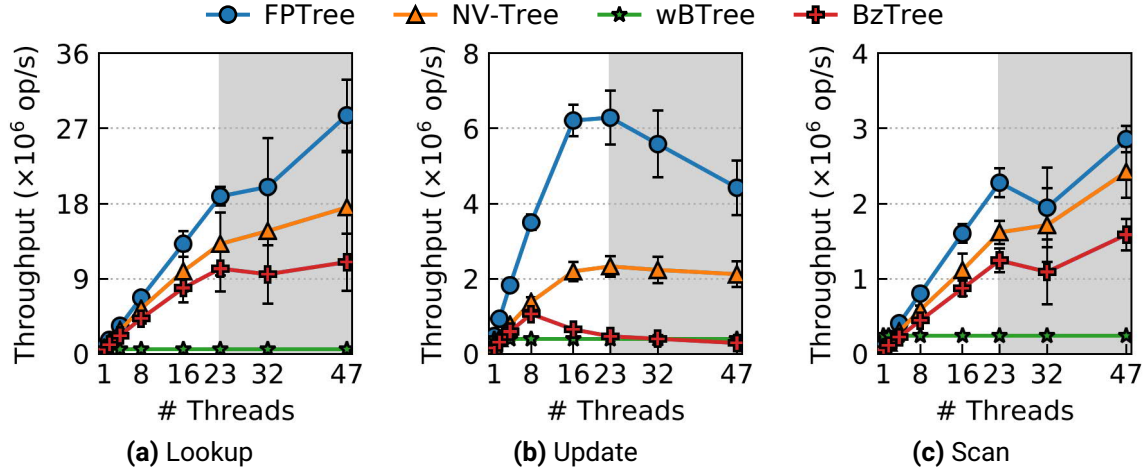 FPTree NV-Tree wBTree BzTree
Throughput (×10⁶ op/s)
36
27
18
9
0
1 8 16 23 32 47
# Threads
(a) Lookup
Throughput (×10⁶ op/s)
8
6
4
2
0
1 8 16 23 32 47
# Threads
(b) Update
Throughput (×10⁶ op/s)
4
3
2
1
0
1 8 16 23 32 47
# Threads
(c) Scan